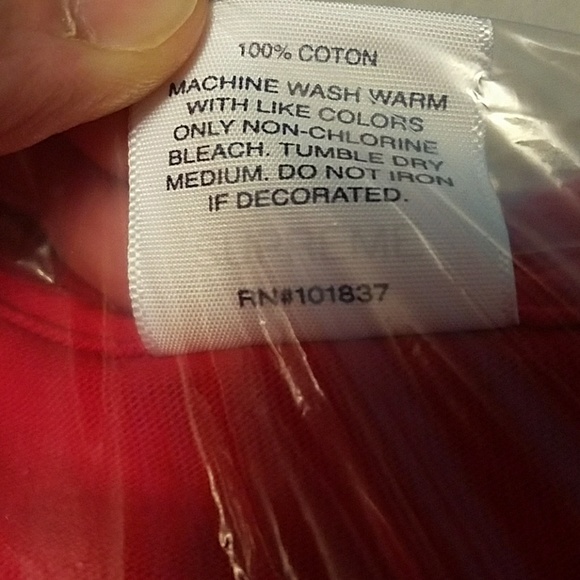 100% COTON
MACHINE WASH WARM
WITH LIKE COLORS
ONLY NON-CHLORINE
BLEACH. TUMBLE DRY
MEDIUM. DO NOT IRON
IF DECORATED.
RN#101837